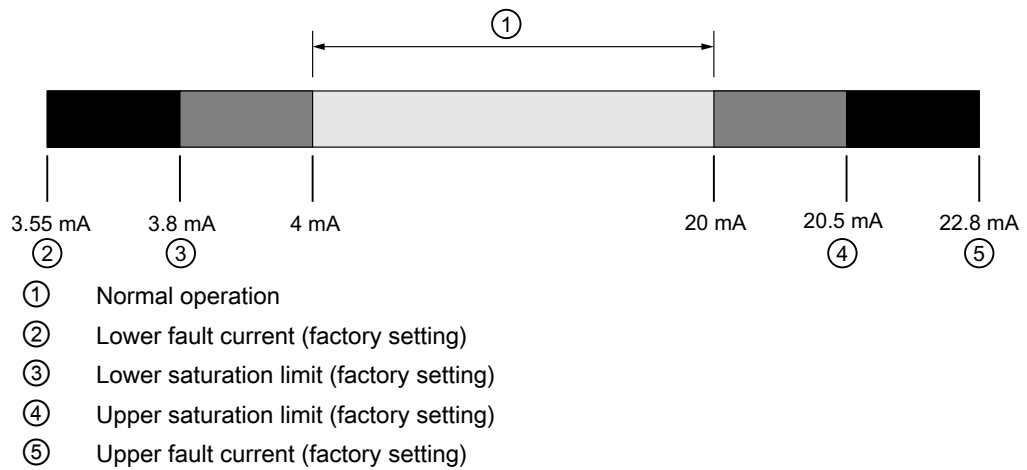 ①
3.55 mA 3.8 mA 4 mA 20 mA 20.5 mA 22.8 mA
② ③ ④ ⑤
① Normal operation
② Lower fault current (factory setting)
③ Lower saturation limit (factory setting)
④ Upper saturation limit (factory setting)
⑤ Upper fault current (factory setting)